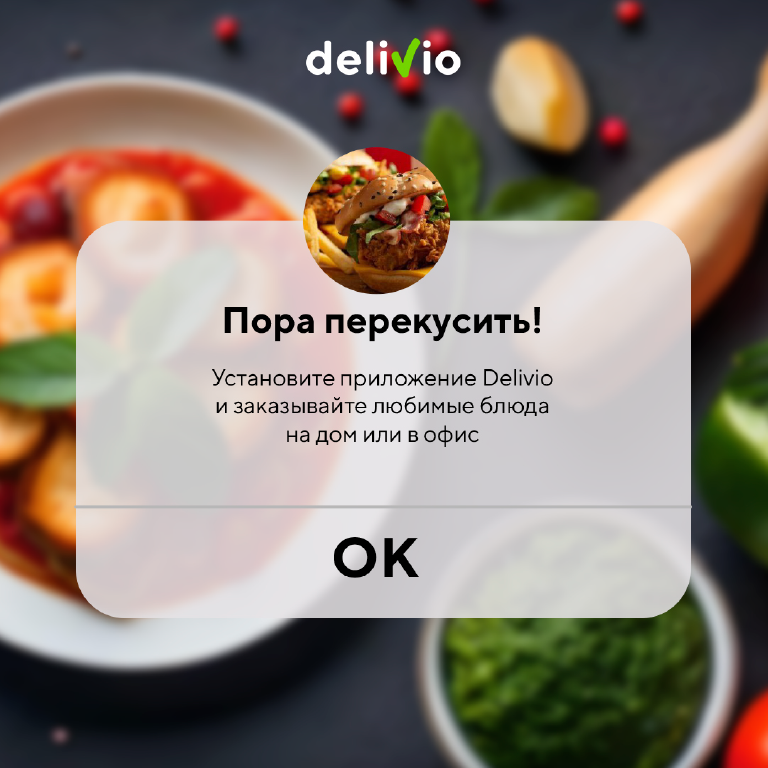 delivio
Пора перекусить!
Установите приложение Delivio
и заказывайте любимые блюда
на дом или в офис
OK